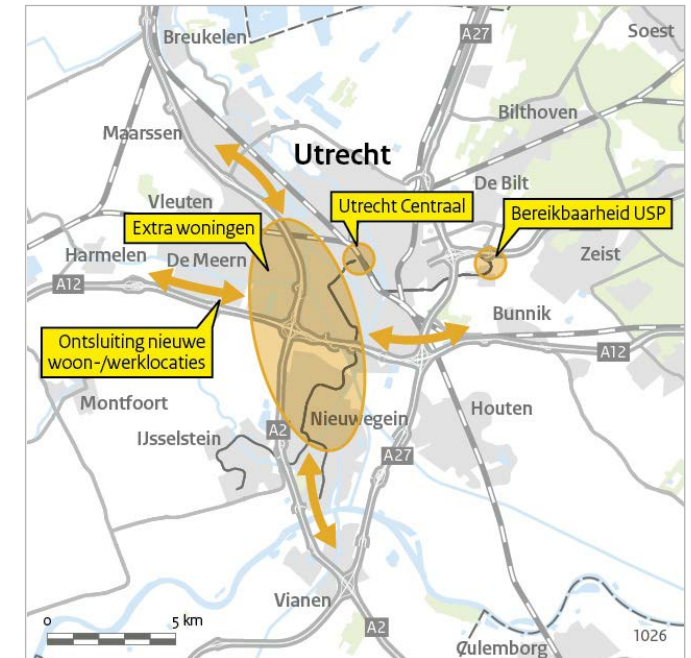 Breukelen
A27
Soest
Bilthoven
Maarssen
Utrecht
De Bilt
Vleuten
Utrecht Centraal
Bereikbaarheid USP
Extra woningen
Harmelen
De Meern
Zeist
A12
Bunnik
Ontsluiting nieuwe
woon-/werklocaties
A12
Montfoort
Nieuwegein
Houten
IJsselstein
A2
A27
Vianen
0
5 km
A2
1026
Culemborg